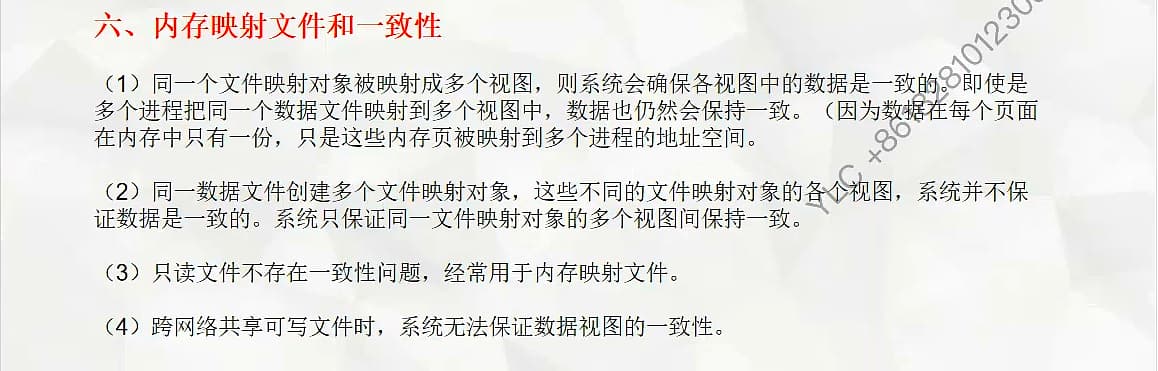 六、内存映射文件和一致性
（1）同一个文件映射对象被映射成多个视图，则系统会确保各视图中的数据是一致的。即使是
多个进程把同一个数据文件映射到多个视图中，数据也仍然会保持一致。（因为数据在每个页面
在内存中只有一份，只是这些内存页被映射到多个进程的地址空间。
（2）同一数据文件创建多个文件映射对象，这些不同的文件映射对象的各个视图，系统并不保
证数据是一致的。系统只保证同一文件映射对象的多个视图间保持一致。
（3）只读文件不存在一致性问题，经常用于内存映射文件。
（4）跨网络共享可写文件时，系统无法保证数据视图的一致性。
YLC